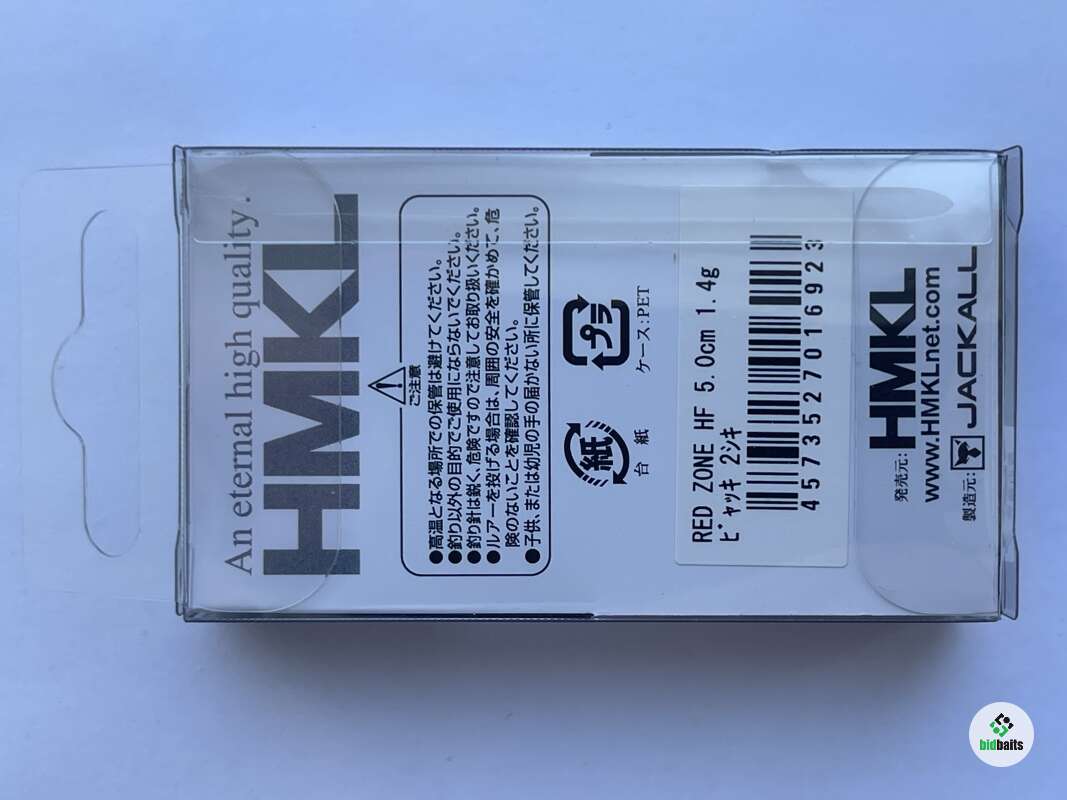 An eternal high quality.
HMKL
ご注意
●高温となる場所での保管は避けてください。
●釣り以外の目的でご使用にならないでください。
●釣り針は鋭く、危険ですので注意してお取り扱いください。
●ルアーを投げる場合は、周囲の安全を確かめて、危
険のないことを確認してください。
●子供、または幼児の手の届かない所に保管してください。
紙
台紙
プラ
ケース:PET
RED ZONE HF 5.0cm 1.4g
ビャッキ 2シキ
4573527016923
発売元: HMKL
www.HMKLnet.com
製造元: JACKALL
bidbaits